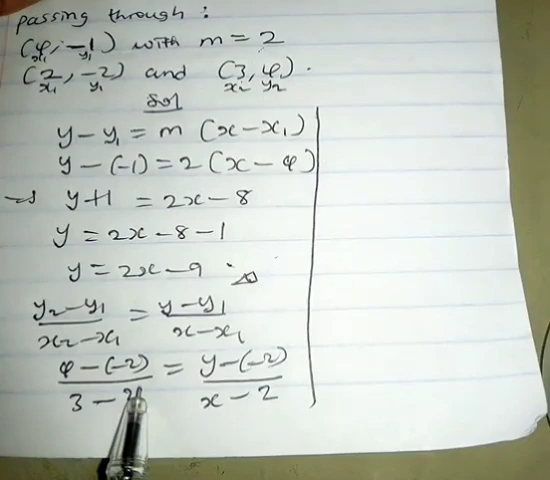 passing through :
(4, -1) with m = 2
x₁ y₁
(2, -2) and (3, 4).
x₁ y₁ x₂ y₂
Sol
y - y₁ = m (x - x₁)
y - (-1) = 2 (x - 4)
⇒ y + 1 = 2x - 8
y = 2x - 8 - 1
y = 2x - 9
y₂ - y₁ / x₂ - x₁ = y - y₁ / x - x₁
4 - (-2) / 3 - 2 = y - (-2) / x - 2